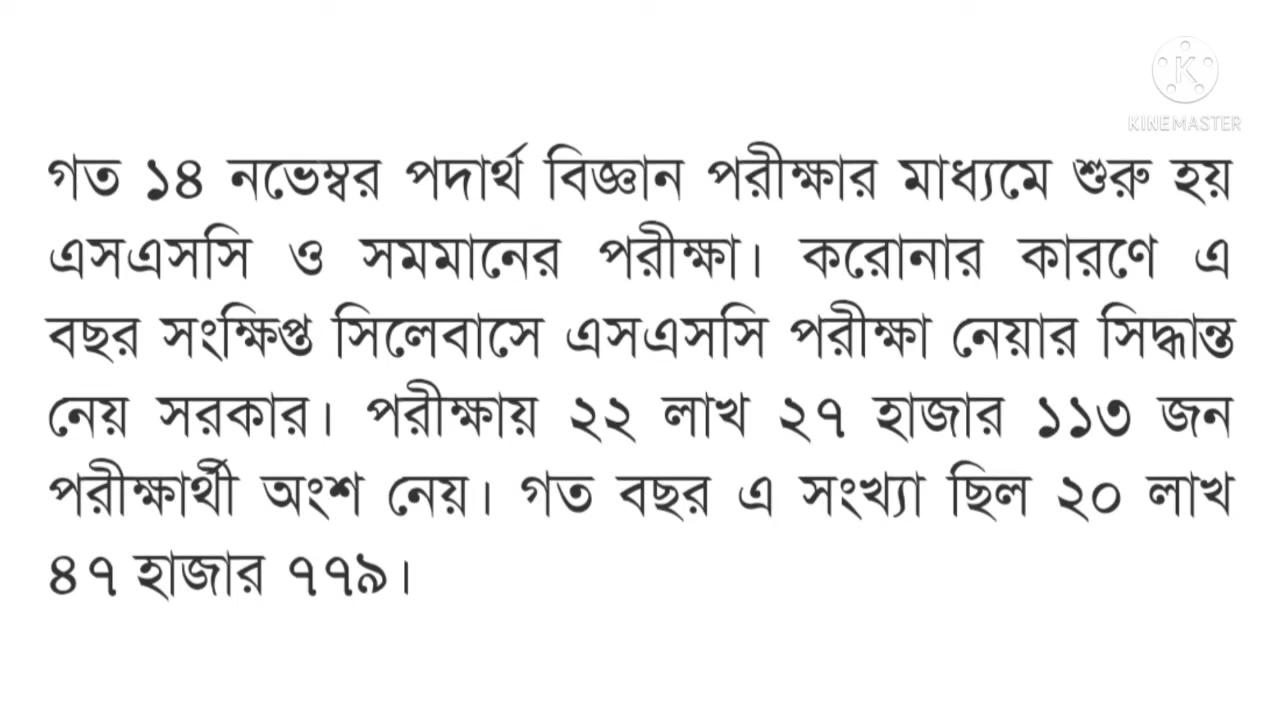 KINEMASTER
গত ১৪ নভেম্বর পদার্থ বিজ্ঞান পরীক্ষার মাধ্যমে শুরু হয়
এসএসসি ও সমমানের পরীক্ষা। করোনার কারণে এ
বছর সংক্ষিপ্ত সিলেবাসে এসএসসি পরীক্ষা নেয়ার সিদ্ধান্ত
নেয় সরকার। পরীক্ষায় ২২ লাখ ২৭ হাজার ১১৩ জন
পরীক্ষার্থী অংশ নেয়। গত বছর এ সংখ্যা ছিল ২০ লাখ
৪৭ হাজার ৭৭৯।